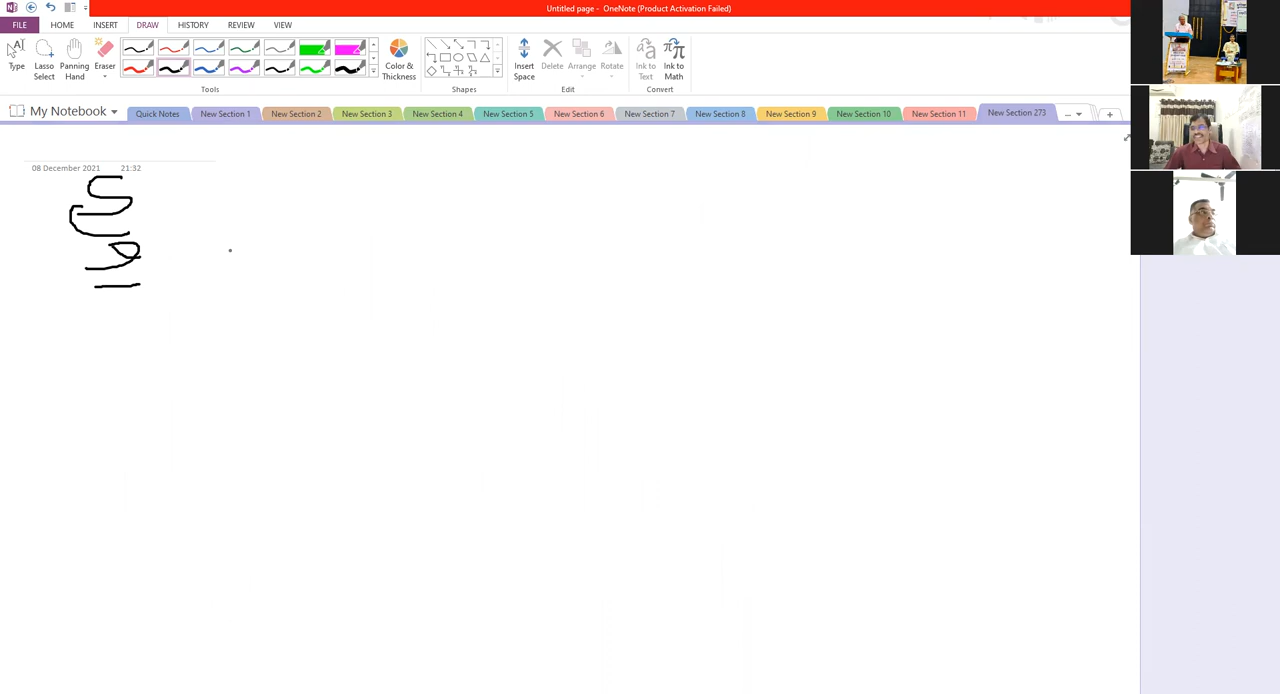 Untitled page - OneNote (Product Activation Failed)
FILE HOME INSERT DRAW HISTORY REVIEW VIEW
Type
Lasso Select
Panning Hand
Eraser
Color & Thickness
Insert Space
Delete
Arrange
Rotate
Ink to Text
Ink to Math
Tools
Shapes
Edit
Convert
My Notebook
Quick Notes
New Section 1
New Section 2
New Section 3
New Section 4
New Section 5
New Section 6
New Section 7
New Section 8
New Section 9
New Section 10
New Section 11
New Section 273
08 December 2021 21:32